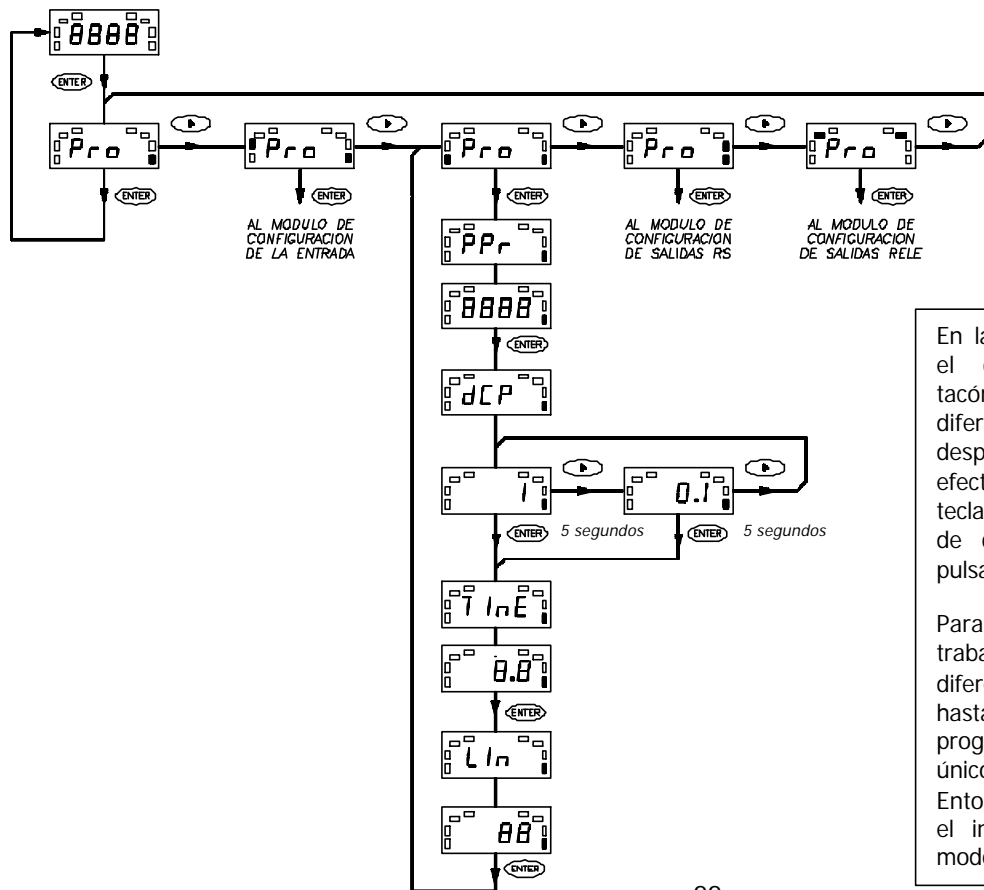 8888
ENTER
Pro
Pro
Pro
Pro
Pro
ENTER
ENTER
ENTER
ENTER
ENTER
AL MODULO DE
CONFIGURACION
DE LA ENTRADA
AL MODULO DE
CONFIGURACION
DE SALIDAS RS
AL MODULO DE
CONFIGURACION
DE SALIDAS RELE
PPr
8888
ENTER
dCP
1
0.1
ENTER
5 segundos
ENTER
5 segundos
TInE
8.8
ENTER
LIn
88
ENTER
En la
el
tacór
difer
desp
efect
tecla
de
pulsa
Para
traba
difer
hasta
prog
único
Ento
el in
mode